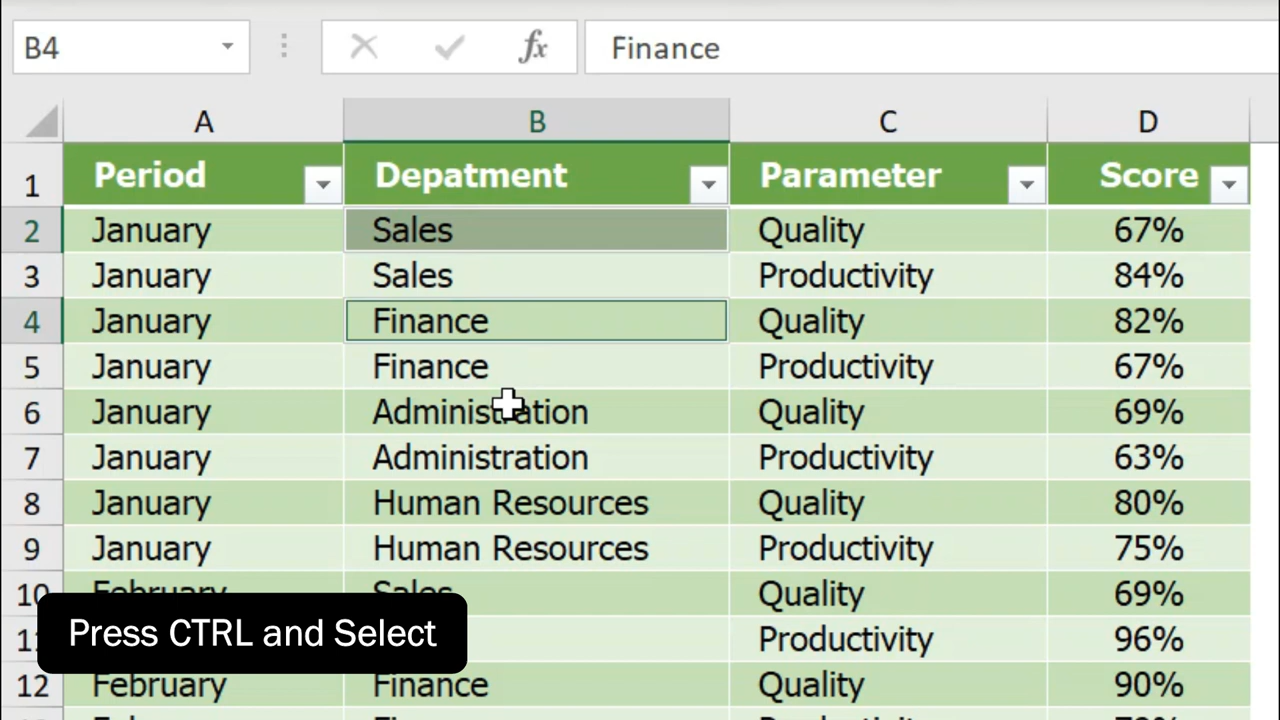 B4 fx Finance
A B C D
1 Period Depatment Parameter Score
2 January Sales Quality 67%
3 January Sales Productivity 84%
4 January Finance Quality 82%
5 January Finance Productivity 67%
6 January Administration Quality 69%
7 January Administration Productivity 63%
8 January Human Resources Quality 80%
9 January Human Resources Productivity 75%
10 February Sales Quality 69%
Productivity 96%
Press CTRL and Select
12 February Finance Quality 90%